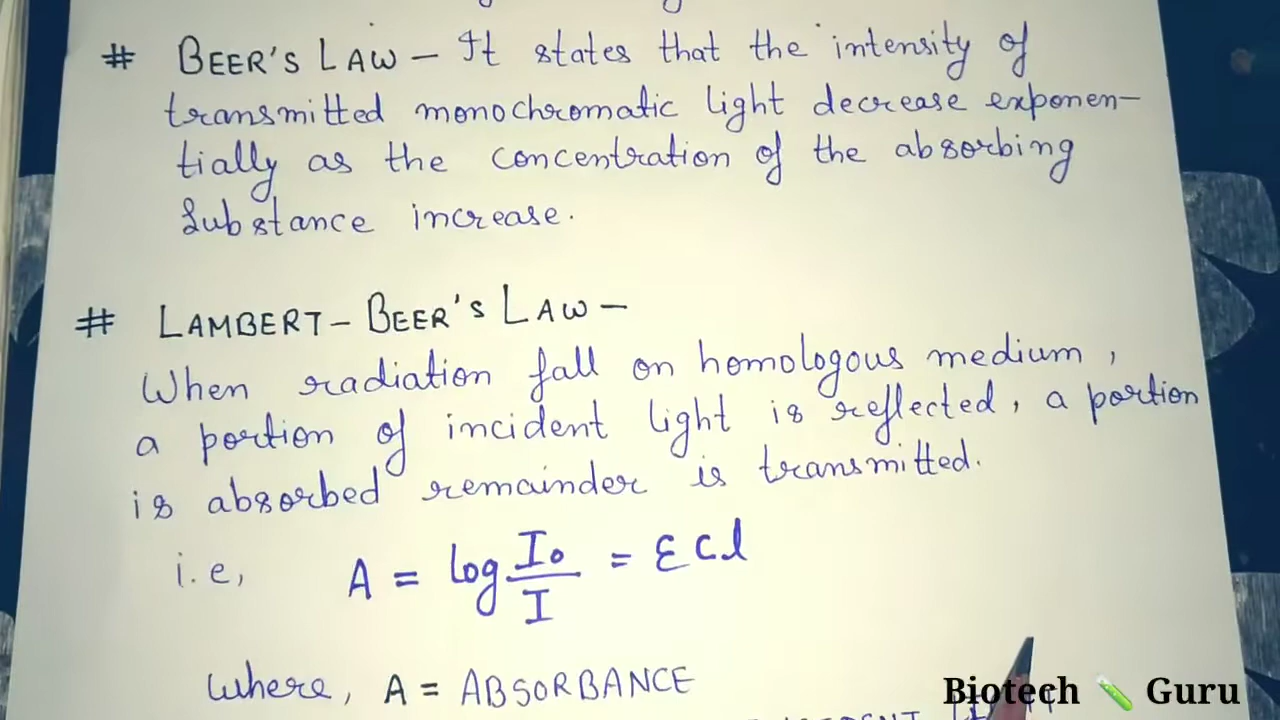 # BEER'S LAW – It states that the intensity of
transmitted monochromatic light decrease exponen–
tially as the concentration of the absorbing
Substance increase.
# LAMBERT – BEER'S LAW –
When radiation fall on homologous medium,
a portion of incident light is reflected, a portion
is absorbed remainder is transmitted.
i.e, A = log I₀/I = ε c l
where, A = ABSORBANCE
Biotech Guru